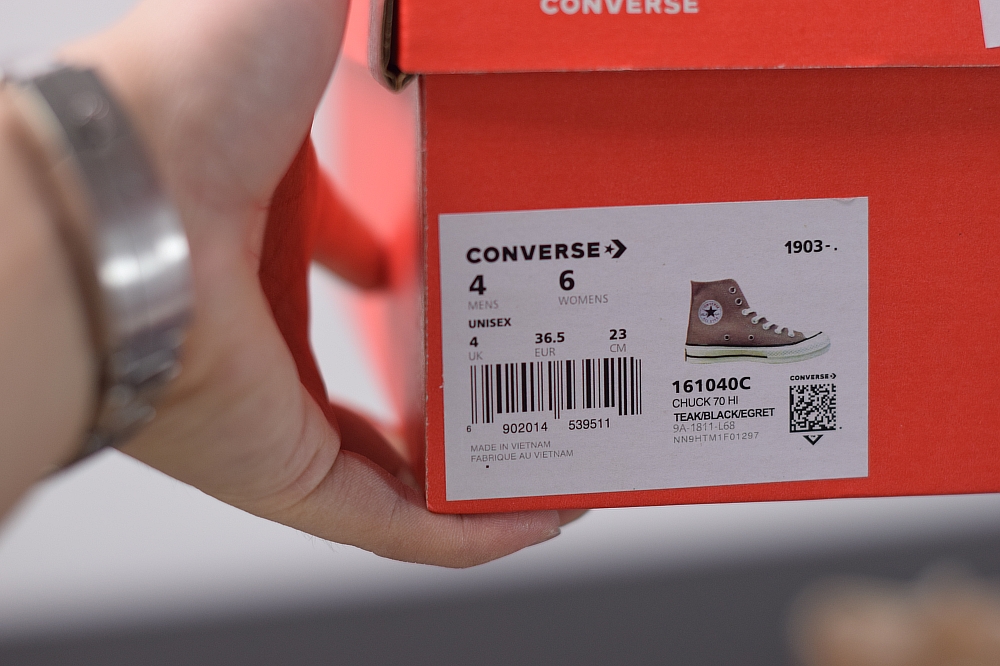 CONVERSE
CONVERSE
1903-.
4 6
MENS WOMENS
UNISEX
4 36.5 23
UK EUR CM
6 902014 539511
MADE IN VIETNAM
FABRIQUE AU VIETNAM
161040C
CHUCK 70 HI
TEAK/BLACK/EGRET
9A-1811-L68
NN9HTM1F01297
CONVERSE